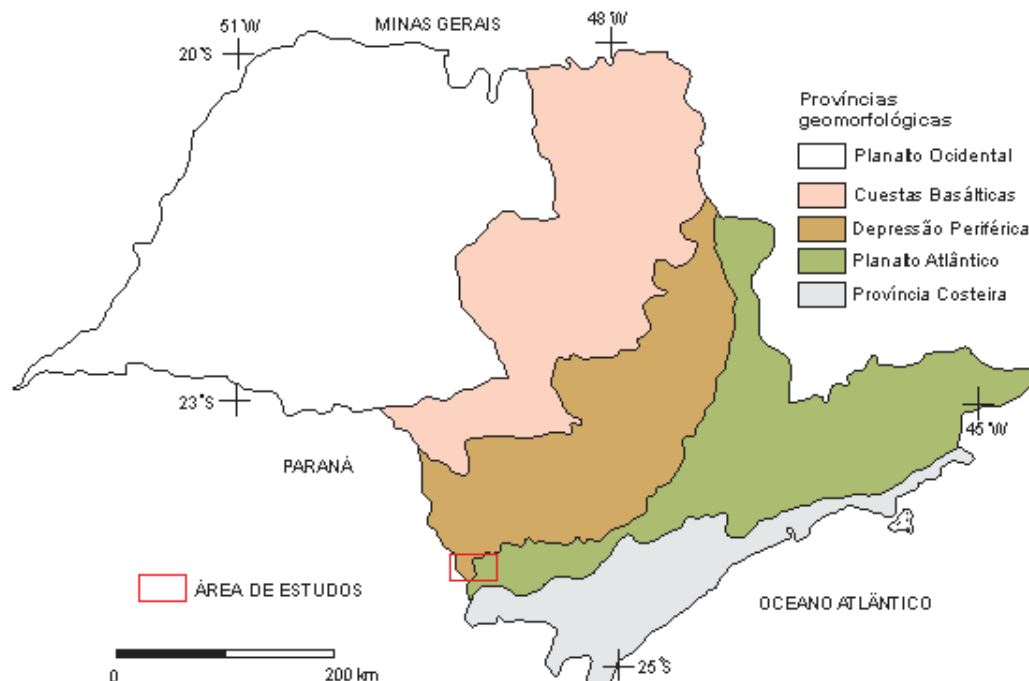 MINAS GERAIS
51°W
48°W
20°S
Províncias
geomorfológicas
Planalto Ocidental
Cuestas Basálticas
Depressão Periférica
Planalto Atlântico
Província Costeira
23°S
45°W
PARANÁ
ÁREA DE ESTUDOS
OCEANO ATLÂNTICO
0
200 km
25°S